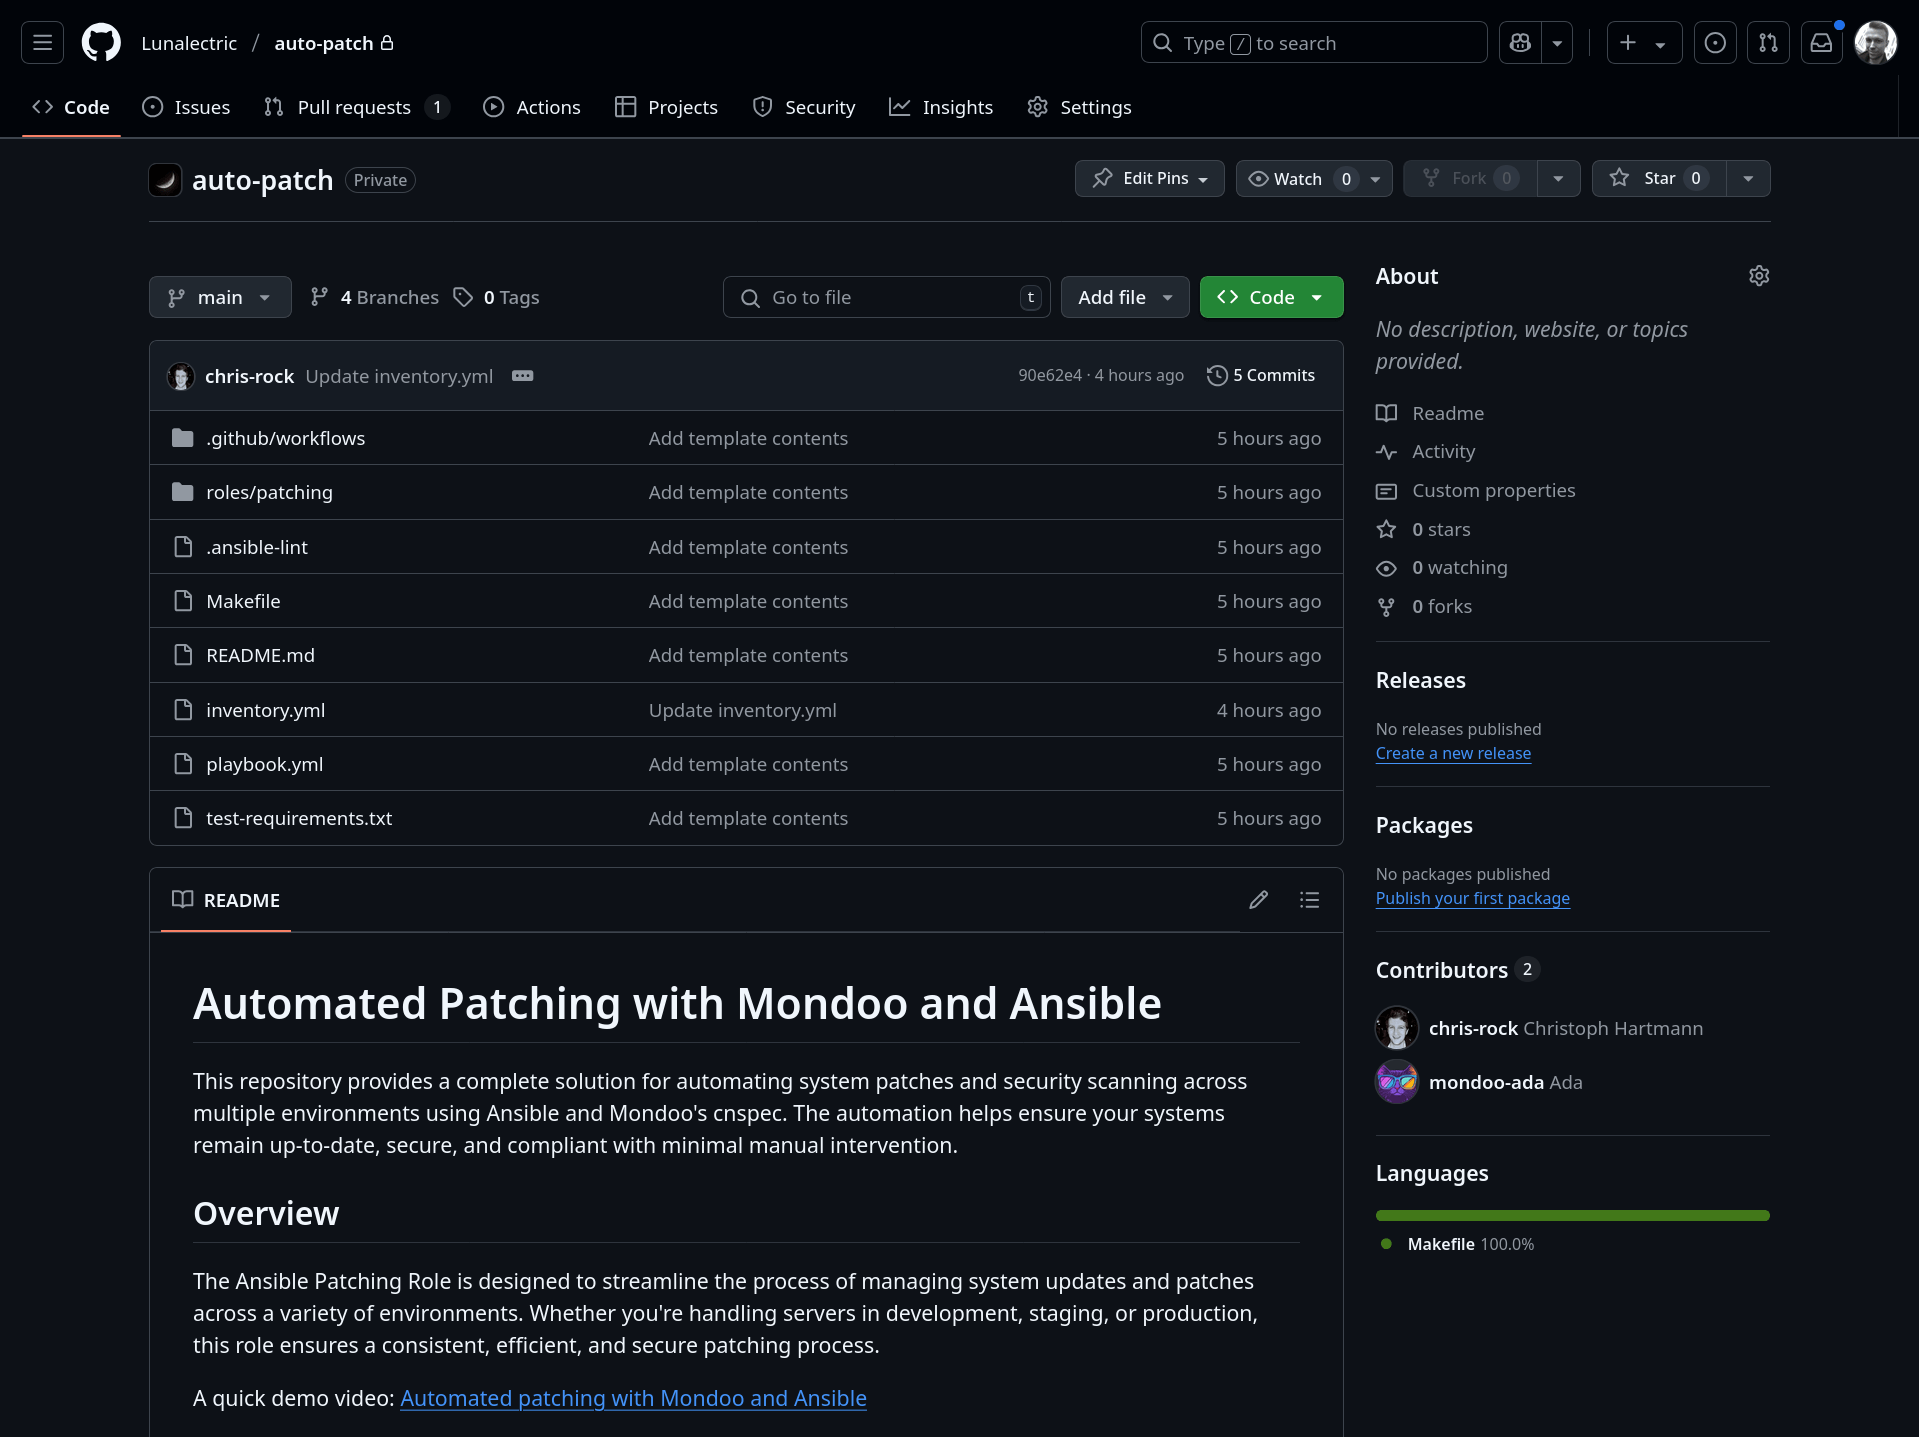 Lunalectric / auto-patch
Type / to search
Code
Issues
Pull requests 1
Actions
Projects
Security
Insights
Settings
auto-patch Private
Edit Pins
Watch 0
Fork 0
Star 0
main
4 Branches
0 Tags
Go to file t
Add file
Code
chris-rock Update inventory.yml
90e62e4 · 4 hours ago
5 Commits
.github/workflows Add template contents 5 hours ago
roles/patching Add template contents 5 hours ago
.ansible-lint Add template contents 5 hours ago
Makefile Add template contents 5 hours ago
README.md Add template contents 5 hours ago
inventory.yml Update inventory.yml 4 hours ago
playbook.yml Add template contents 5 hours ago
test-requirements.txt Add template contents 5 hours ago
README
Automated Patching with Mondoo and Ansible
This repository provides a complete solution for automating system patches and security scanning across
multiple environments using Ansible and Mondoo's cnspec. The automation helps ensure your systems
remain up-to-date, secure, and compliant with minimal manual intervention.
Overview
The Ansible Patching Role is designed to streamline the process of managing system updates and patches
across a variety of environments. Whether you're handling servers in development, staging, or production,
this role ensures a consistent, efficient, and secure patching process.
A quick demo video: Automated patching with Mondoo and Ansible
About
No description, website, or topics
provided.
Readme
Activity
Custom properties
0 stars
0 watching
0 forks
Releases
No releases published
Create a new release
Packages
No packages published
Publish your first package
Contributors 2
chris-rock Christoph Hartmann
mondoo-ada Ada
Languages
Makefile 100.0%